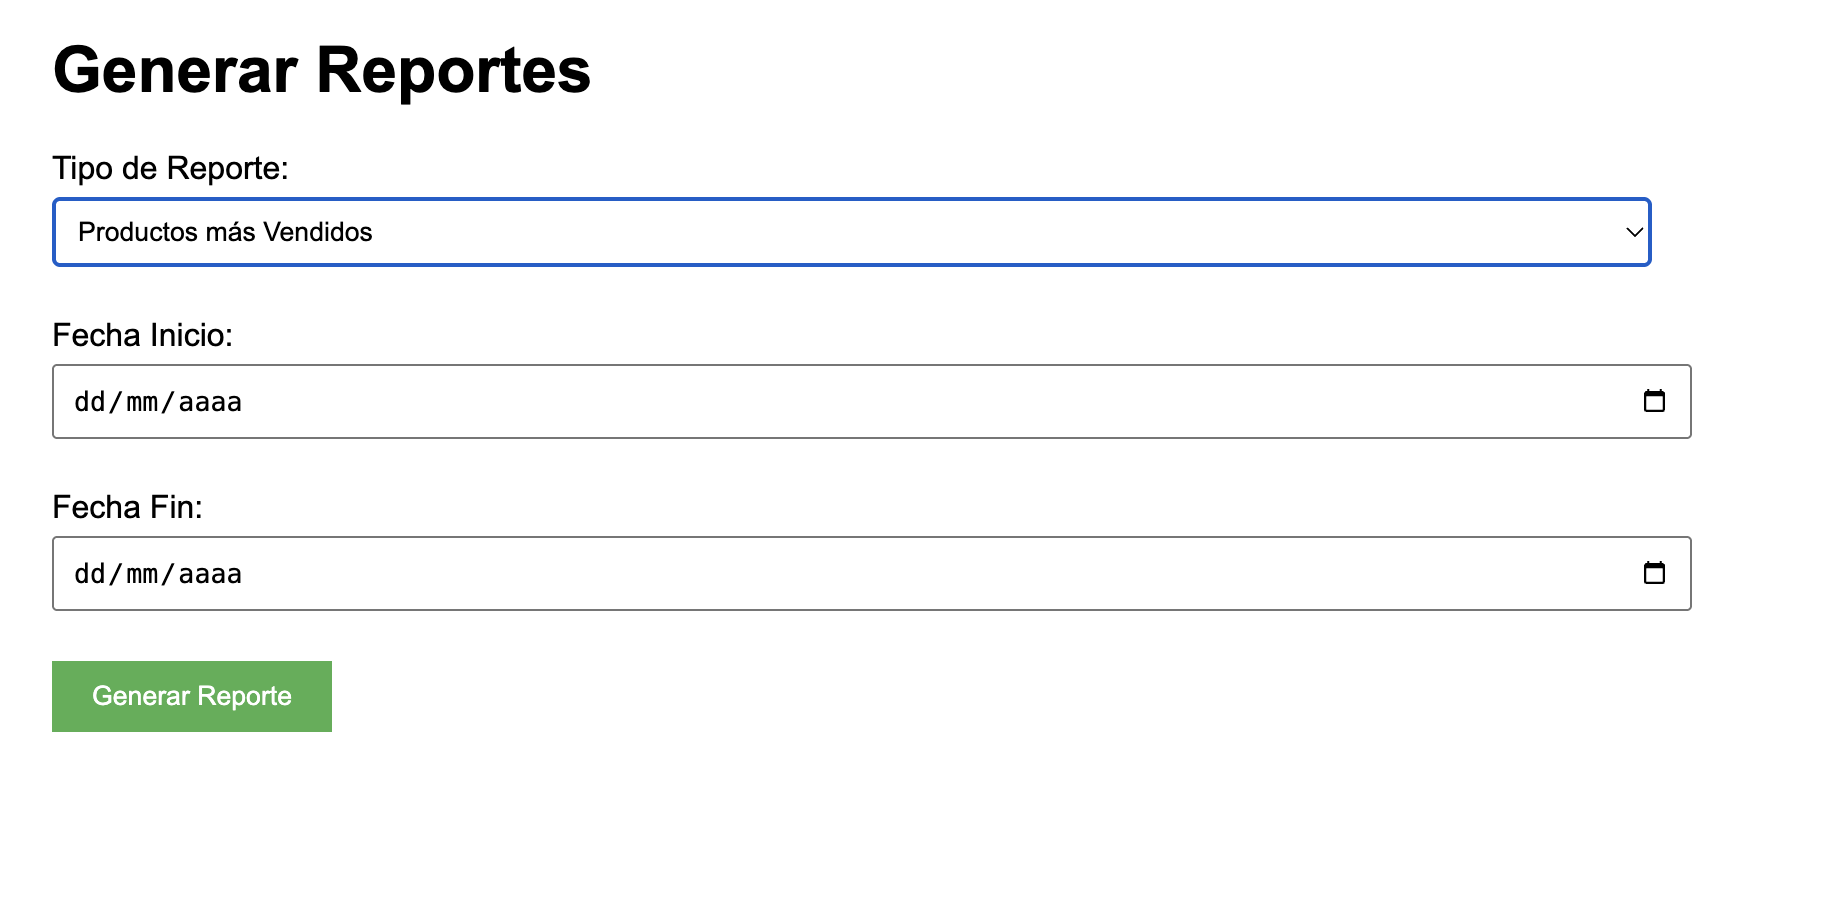 Generar Reportes
Tipo de Reporte:
Productos más Vendidos
Fecha Inicio:
dd/mm/aaaa
Fecha Fin:
dd/mm/aaaa
Generar Reporte